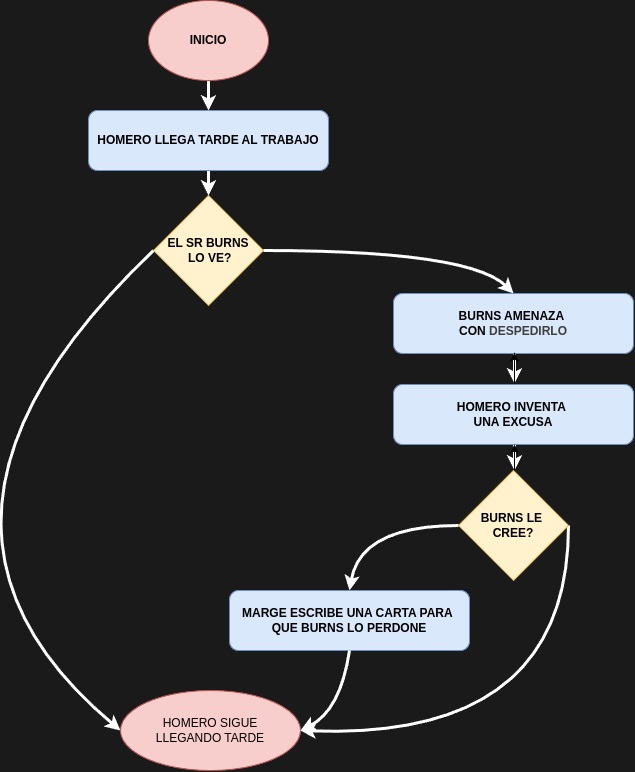 INICIO
HOMERO LLEGA TARDE AL TRABAJO
EL SR BURNS
LO VE?
BURNS AMENAZA
CON DESPEDIRLO
HOMERO INVENTA
UNA EXCUSA
BURNS LE
CREE?
MARGE ESCRIBE UNA CARTA PARA
QUE BURNS LO PERDONE
HOMERO SIGUE
LLEGANDO TARDE